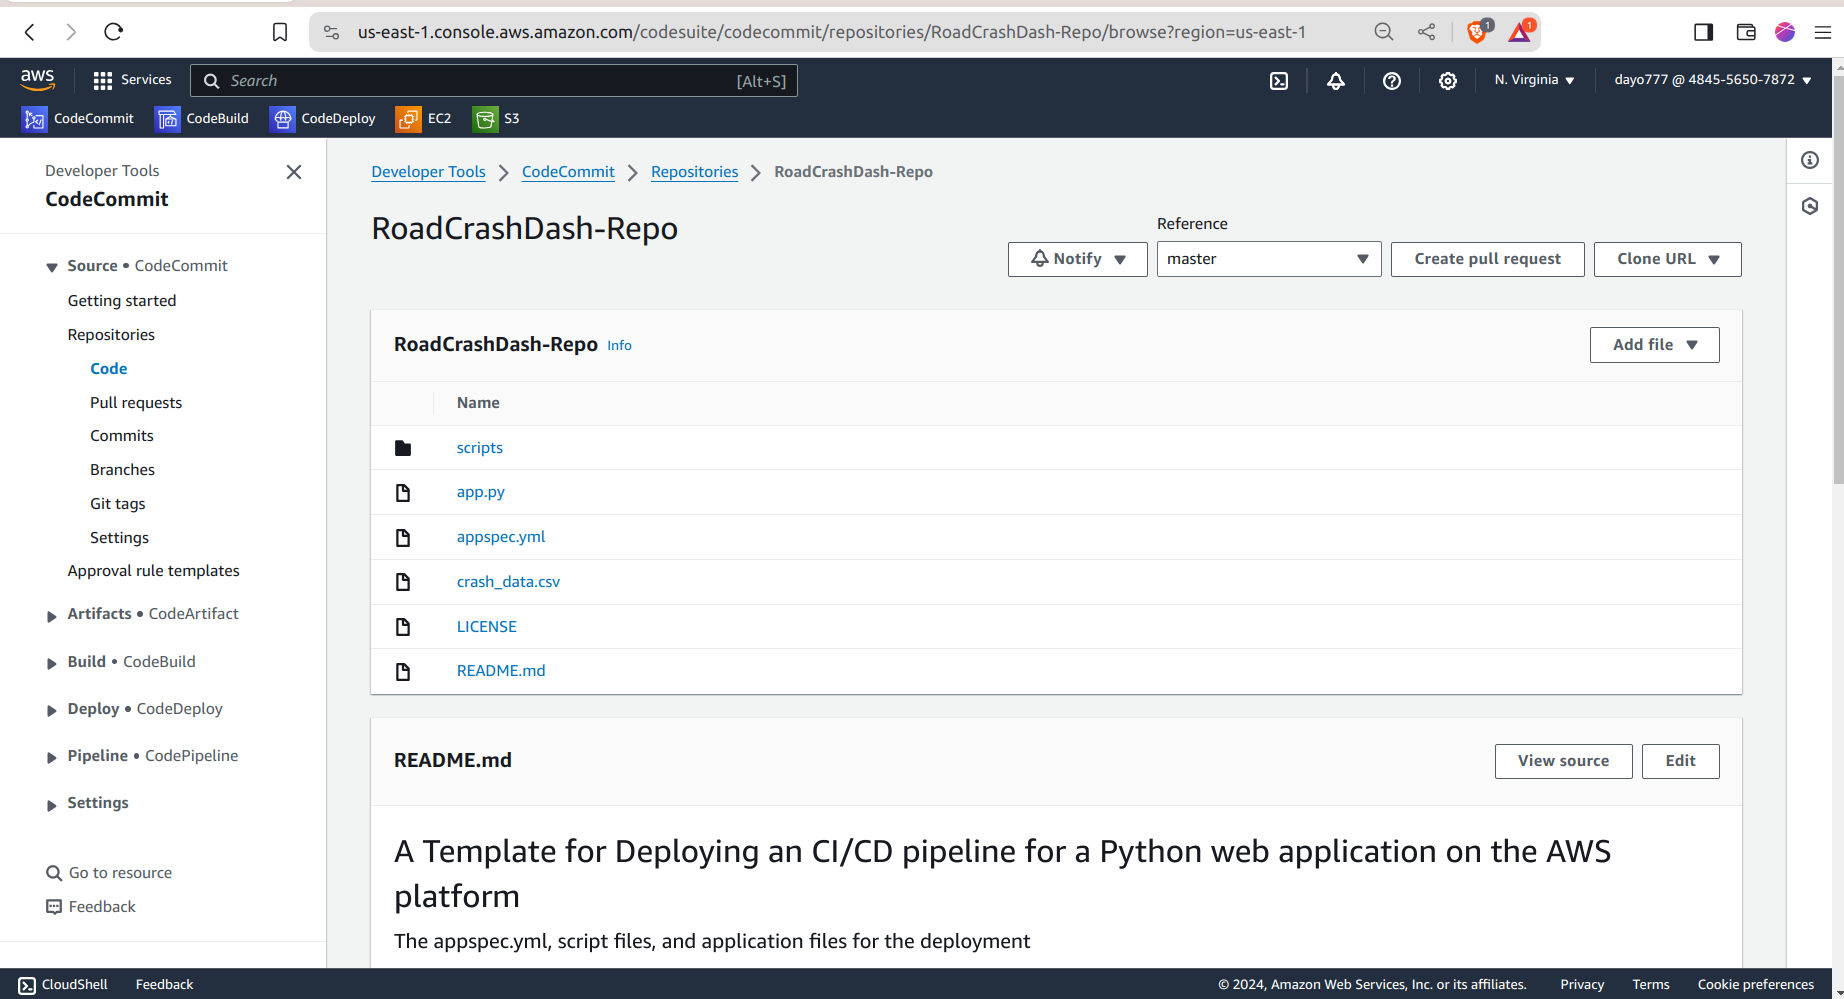 us-east-1.console.aws.amazon.com/codesuite/codecommit/repositories/RoadCrashDash-Repo/browse?region=us-east-1
1
1
aws
Services
Search
[Alt+S]
N. Virginia
dayo777 @ 4845-5650-7872
CodeCommit
CodeBuild
CodeDeploy
EC2
S3
Developer Tools
CodeCommit
Source • CodeCommit
Getting started
Repositories
Code
Pull requests
Commits
Branches
Git tags
Settings
Approval rule templates
Artifacts • CodeArtifact
Build • CodeBuild
Deploy • CodeDeploy
Pipeline • CodePipeline
Settings
Go to resource
Feedback
Developer Tools
CodeCommit
Repositories
RoadCrashDash-Repo
RoadCrashDash-Repo
Reference
Notify
master
Create pull request
Clone URL
RoadCrashDash-Repo Info
Add file
Name
scripts
app.py
appspec.yml
crash_data.csv
LICENSE
README.md
README.md
View source
Edit
A Template for Deploying an CI/CD pipeline for a Python web application on the AWS
platform
The appspec.yml, script files, and application files for the deployment
CloudShell
Feedback
© 2024, Amazon Web Services, Inc. or its affiliates.
Privacy
Terms
Cookie preferences